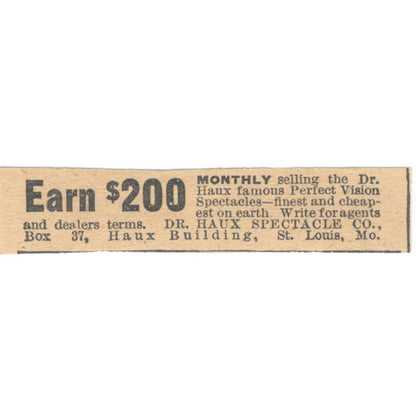 Earn $200 MONTHLY selling the Dr.
Haux famous Perfect Vision
Spectacles—finest and cheap-
est on earth. Write for agents
and dealers terms. DR. HAUX SPECTACLE CO.,
Box 37, Haux Building, St. Louis, Mo.